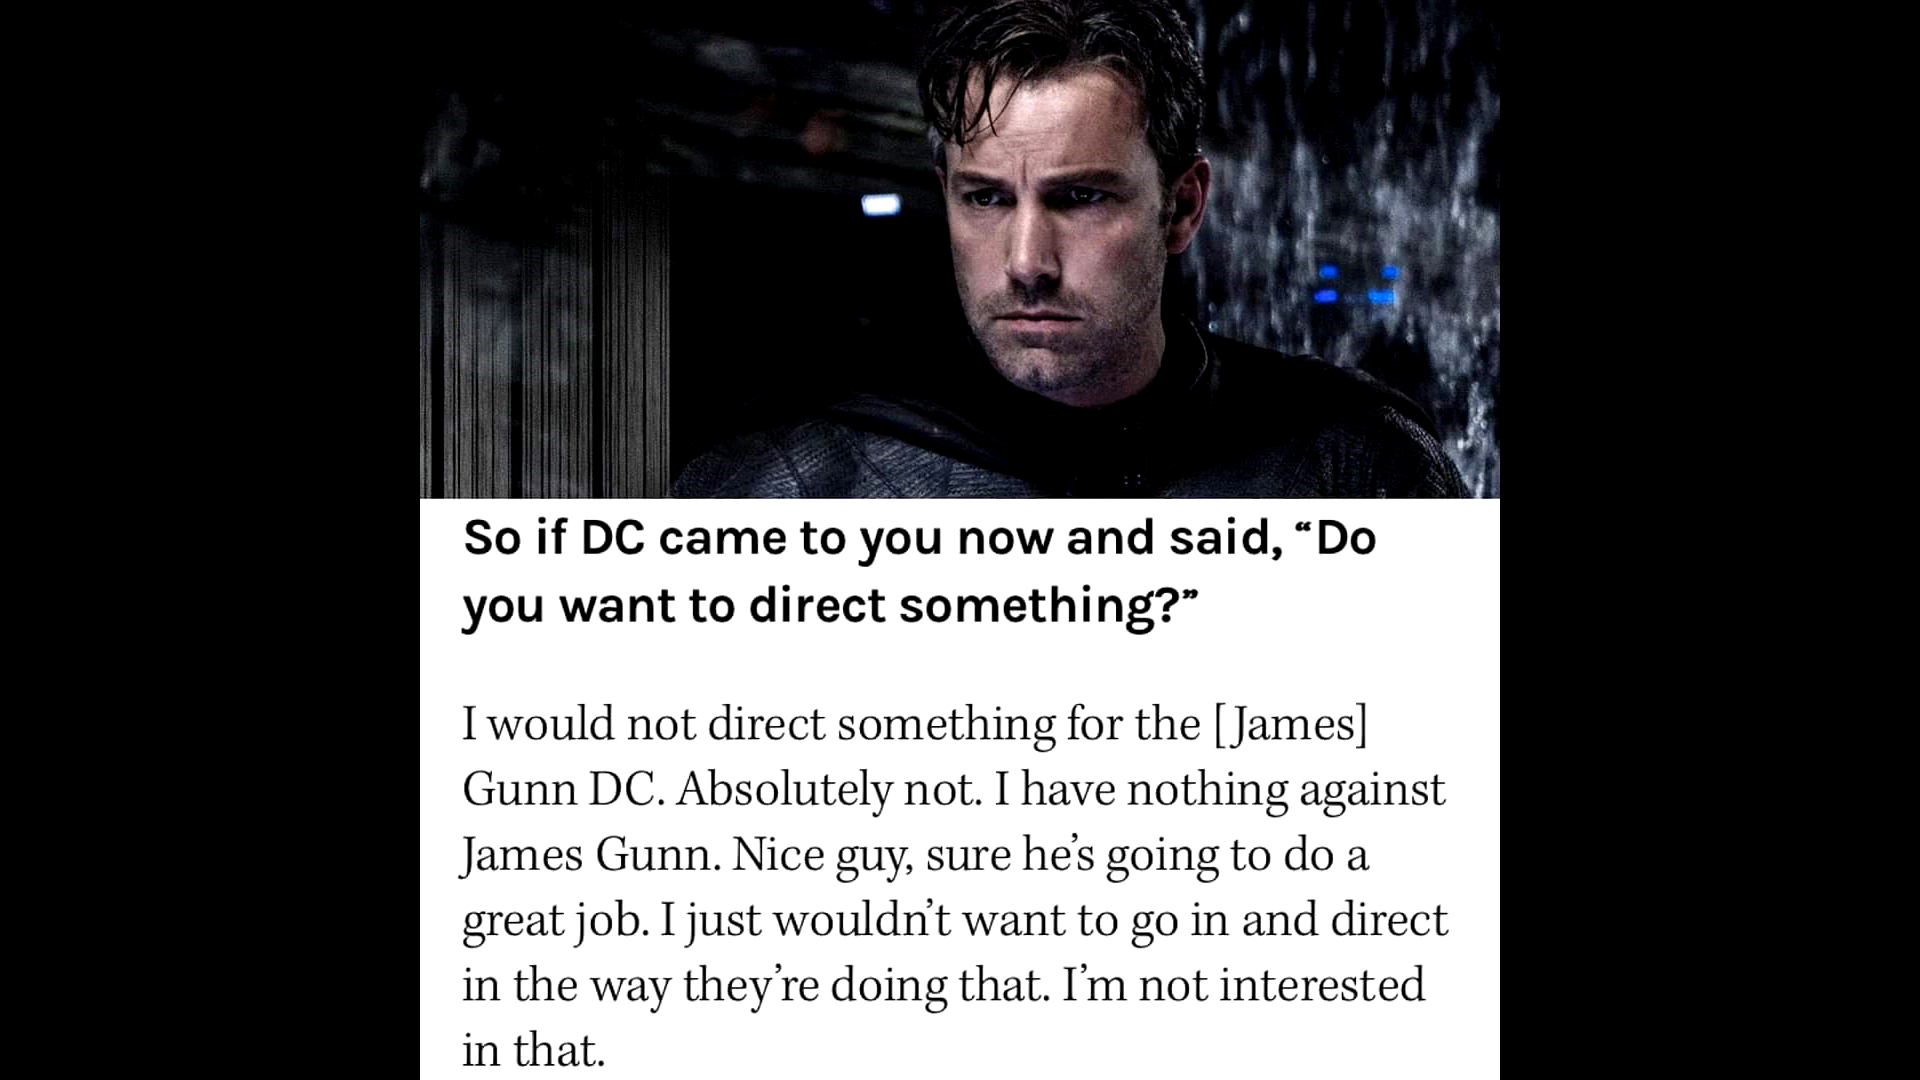 So if DC came to you now and said, “Do
you want to direct something?”
I would not direct something for the [James]
Gunn DC. Absolutely not. I have nothing against
James Gunn. Nice guy, sure he’s going to do a
great job. I just wouldn’t want to go in and direct
in the way they’re doing that. I’m not interested
in that.